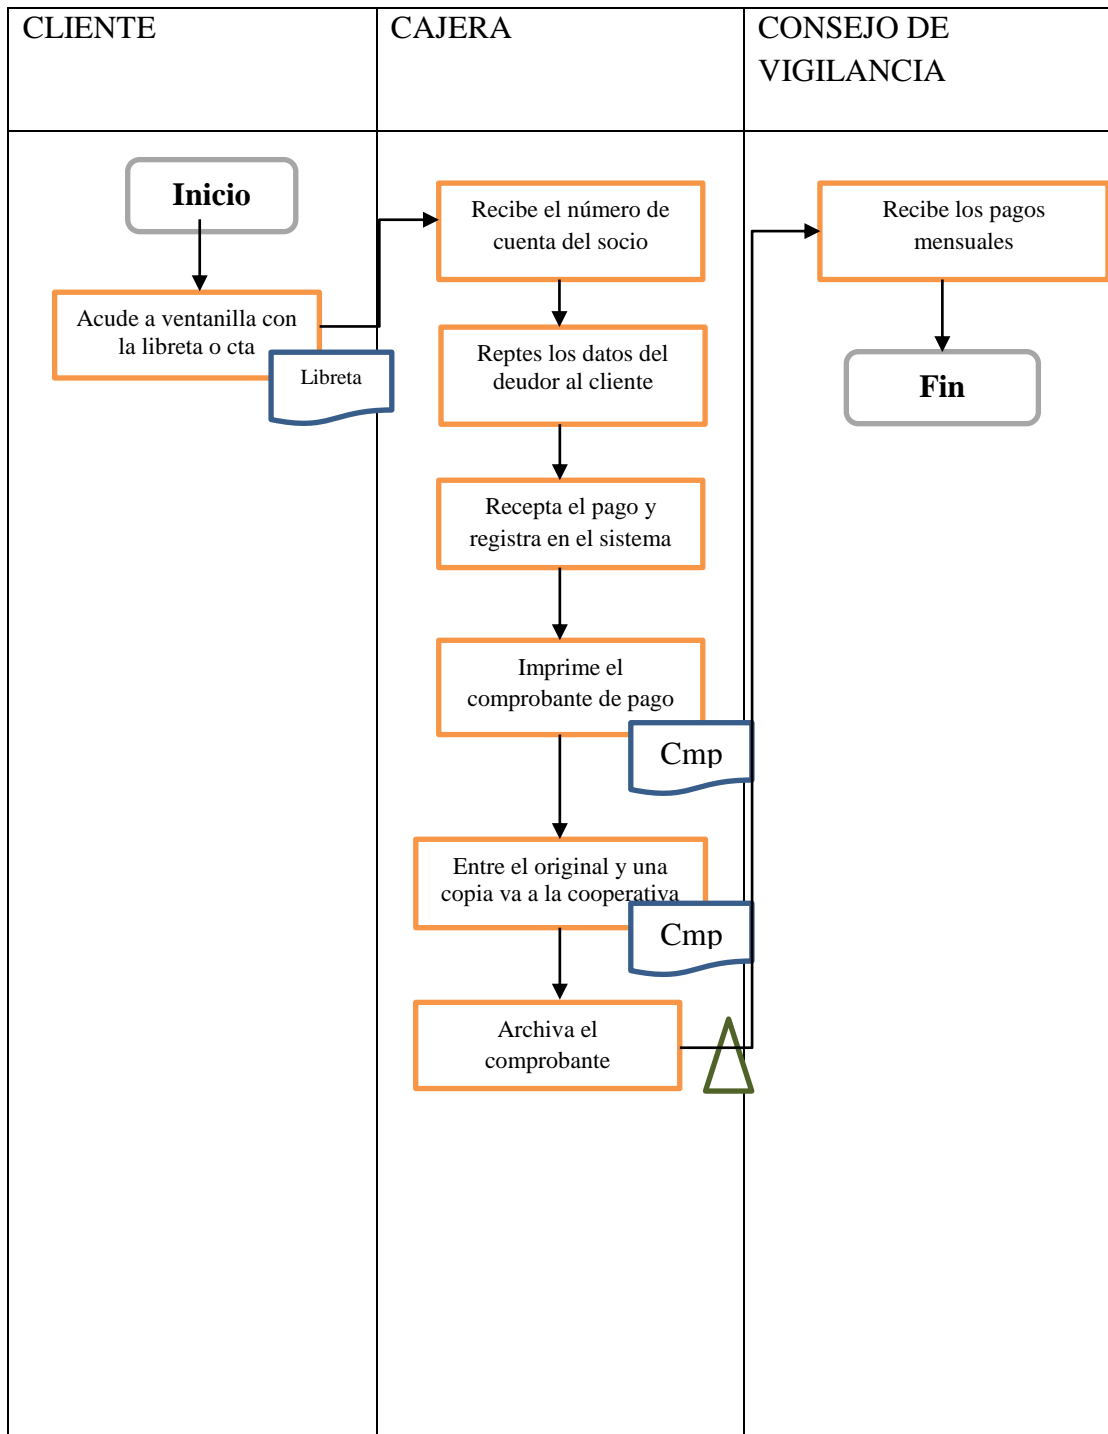 CLIENTE
CAJERA
CONSEJO DE
VIGILANCIA
Inicio
Acude a ventanilla con
la libreta o cta
Libreta
Recibe el número de
cuenta del socio
Reptes los datos del
deudor al cliente
Recepta el pago y
registra en el sistema
Imprime el
comprobante de pago
Cmp
Entre el original y una
copia va a la cooperativa
Cmp
Archiva el
comprobante
Recibe los pagos
mensuales
Fin